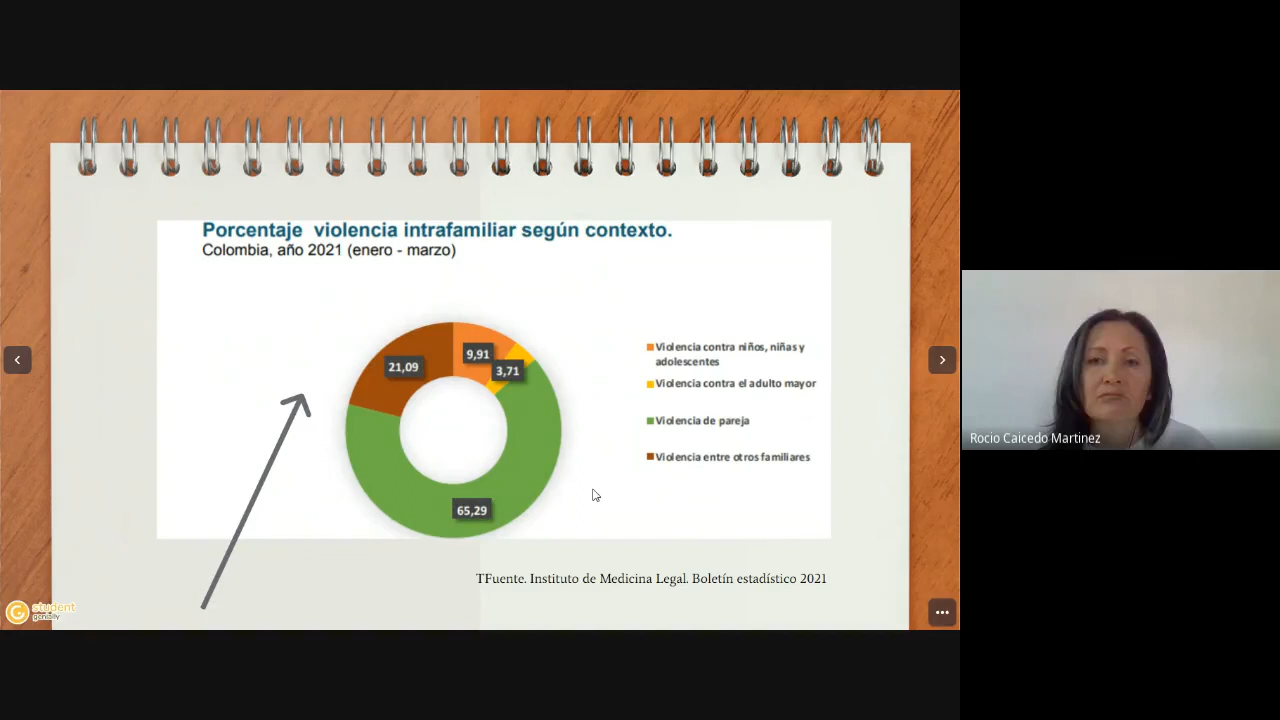 Porcentaje violencia intrafamiliar según contexto.
Colombia, año 2021 (enero - marzo)
9,91
3,71
21,09
65,29
Violencia contra niños, niñas y
adolescentes
Violencia contra el adulto mayor
Violencia de pareja
Violencia entre otros familiares
TFuente. Instituto de Medicina Legal. Boletín estadístico 2021
G student
genially
Rocio Caicedo Martinez